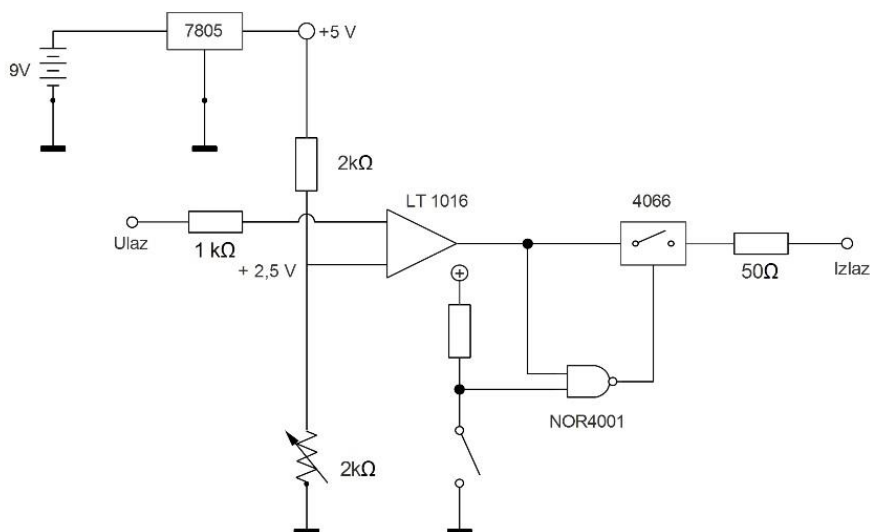 7805
+5 V
9V
2kΩ
LT 1016
4066
Ulaz
1 kΩ
+ 2,5 V
50Ω
Izlaz
NOR4001
2kΩ